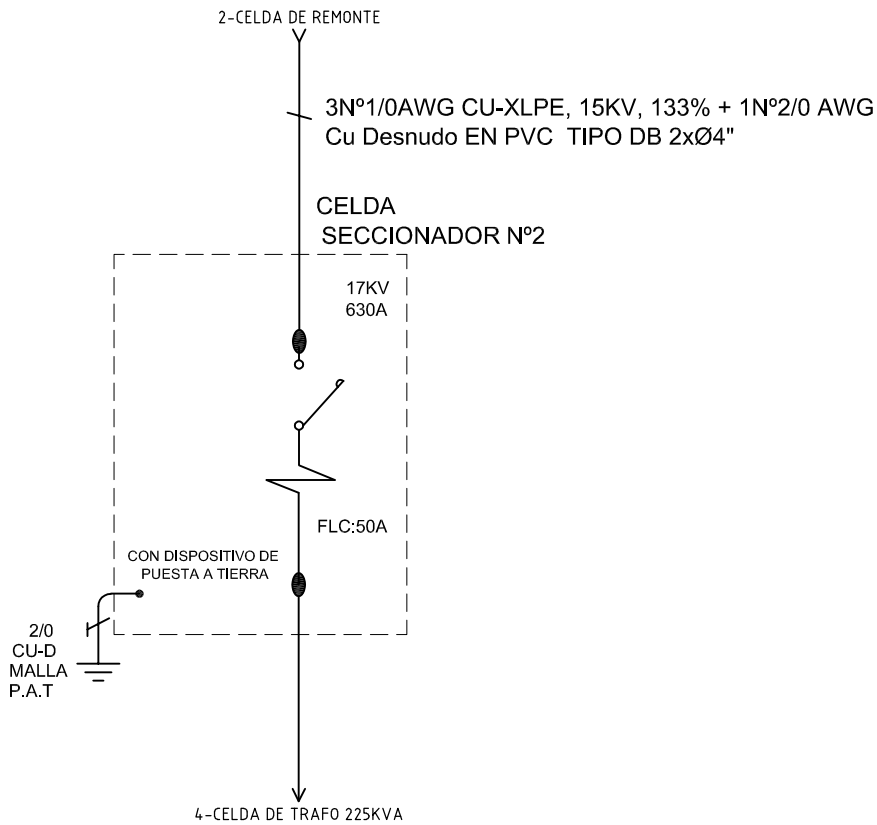 2-CELDA DE REMONTE
3Nº1/0AWG CU-XLPE, 15KV, 133% + 1Nº2/0 AWG
Cu Desnudo EN PVC TIPO DB 2xØ4"
CELDA
SECCIONADOR Nº2
17KV
630A
FLC:50A
CON DISPOSITIVO DE
PUESTA A TIERRA
2/0
CU-D
MALLA
P.A.T
4-CELDA DE TRAFO 225KVA